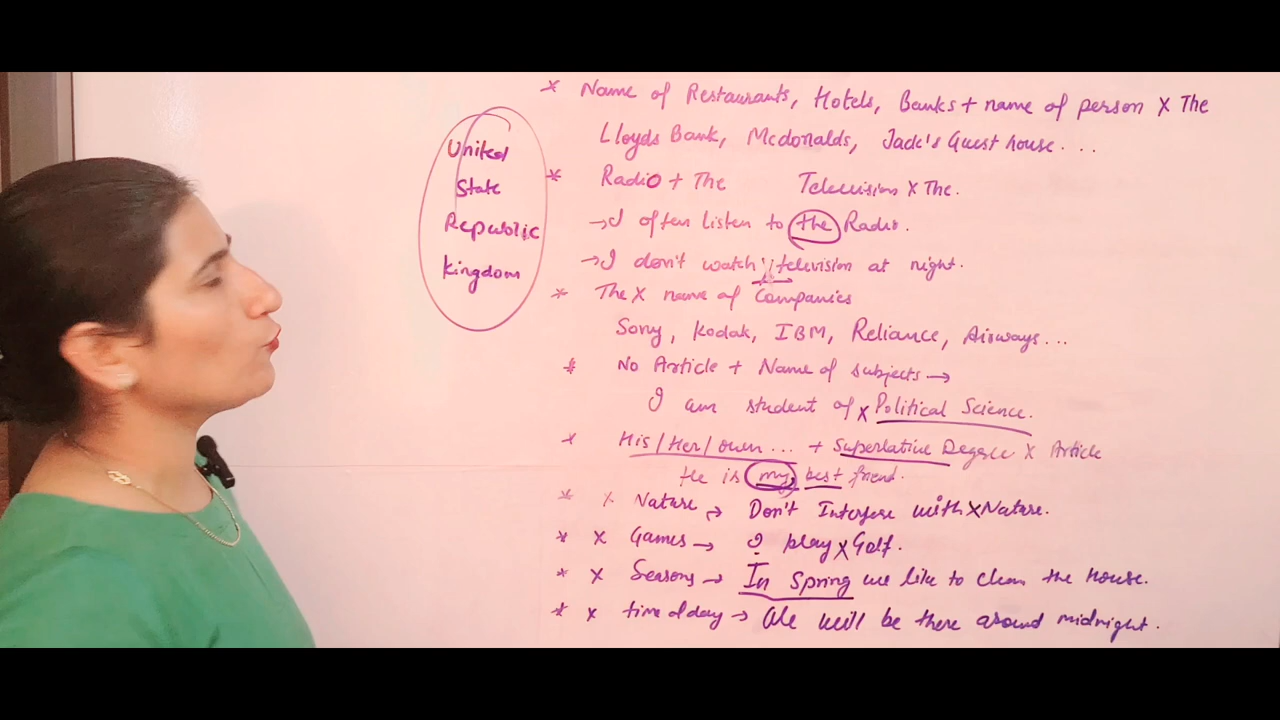 * Name of Restaurants, Hotels, Banks + name of person X The
Lloyds Bank, Mcdonalds, Jack's Guest house...
* Radio + The Television X The.
→ I often listen to the Radio.
→ I don't watch television at night.
* The X name of Companies
Sony, Kodak, IBM, Reliance, Airways...
* No Article + Name of subjects →
I am student of X Political Science.
* His/Her/own... + Superlative Degree X Article
He is my best friend.
* X Nature → Don't Interfere with X Nature.
* X Games → I play X Golf.
* X Seasons → In Spring we like to clean the house.
* X time of day → We will be there around midnight.
United
State
Republic
Kingdom